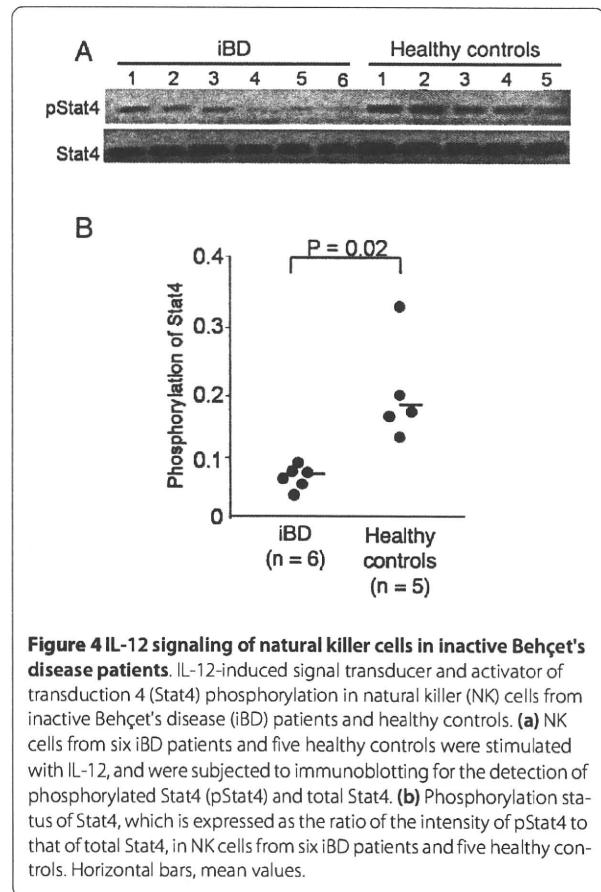 A
iBD
Healthy controls
1 2 3 4 5 6 1 2 3 4 5
pStat4
Stat4
B
P = 0.02
0.4
0.3
0.2
0.1
0
Phosphorylation of Stat4
iBD
(n = 6)
Healthy
controls
(n = 5)
Figure 4 IL-12 signaling of natural killer cells in inactive Behçet's
disease patients. IL-12-induced signal transducer and activator of
transduction 4 (Stat4) phosphorylation in natural killer (NK) cells from
inactive Behçet's disease (iBD) patients and healthy controls. (a) NK
cells from six iBD patients and five healthy controls were stimulated
with IL-12, and were subjected to immunoblotting for the detection of
phosphorylated Stat4 (pStat4) and total Stat4. (b) Phosphorylation sta-
tus of Stat4, which is expressed as the ratio of the intensity of pStat4 to
that of total Stat4, in NK cells from six iBD patients and five healthy con-
trols. Horizontal bars, mean values.